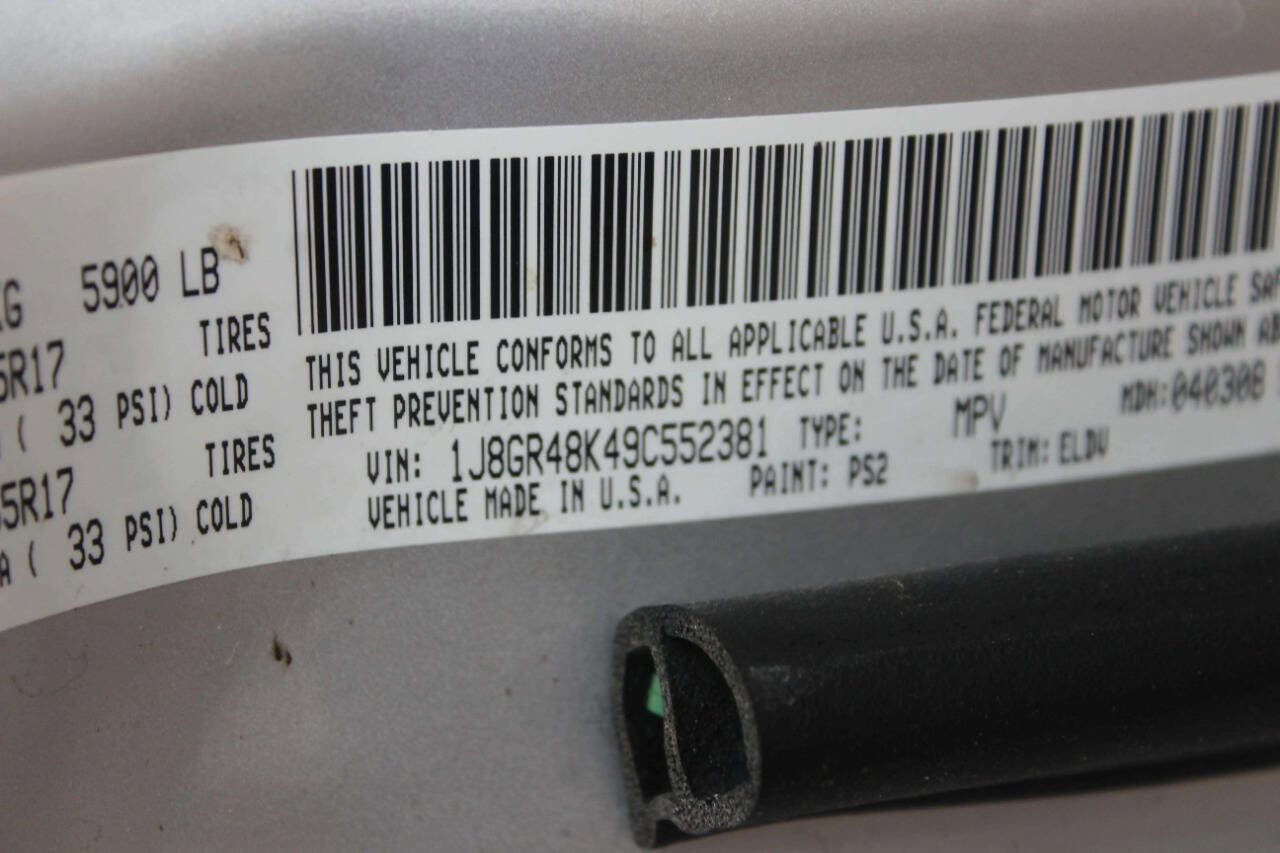 5900 LB
TIRES
5R17
( 33 PSI) COLD
TIRES
5R17
A ( 33 PSI) COLD
THIS VEHICLE CONFORMS TO ALL APPLICABLE U.S.A. FEDERAL MOTOR VEHICLE
THEFT PREVENTION STANDARDS IN EFFECT ON THE DATE OF MANUFACTURE SHOWN
VIN: 1J8GR48K49C552381 TYPE: MPV MDH:040308
VEHICLE MADE IN U.S.A. PAINT: PS2 TRIM: ELDV